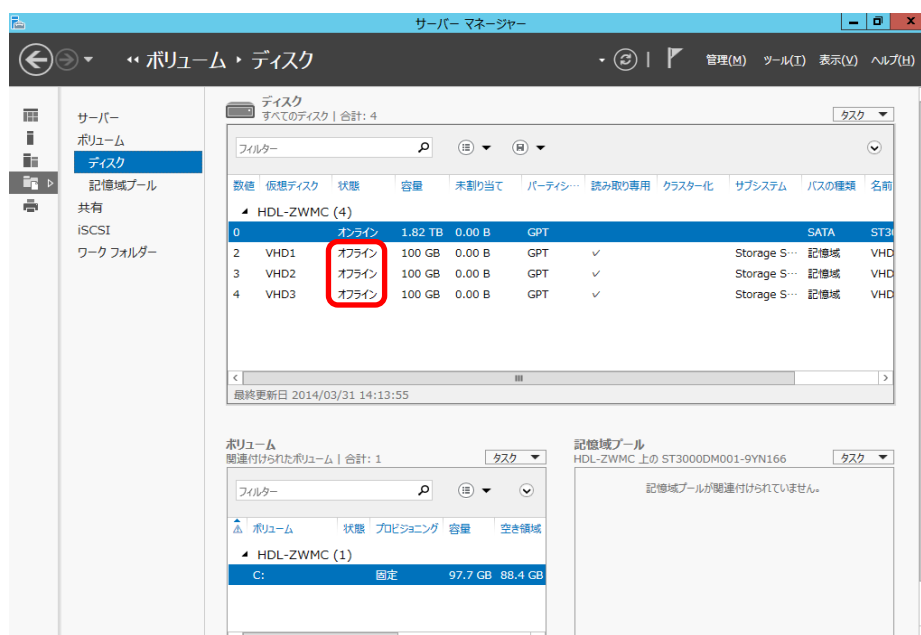 サーバー マネージャー
‹‹ ボリューム ▸ ディスク
管理(M) ツール(T) 表示(V) ヘルプ(H)
サーバー
ボリューム
ディスク
記憶域プール
共有
iSCSI
ワーク フォルダー
ディスク
すべてのディスク | 合計: 4
タスク
フィルター
数値 仮想ディスク 状態 容量 未割り当て パーティシ… 読み取り専用 クラスター化 サブシステム バスの種類 名前
HDL-ZWMC (4)
0 オンライン 1.82 TB 0.00 B GPT SATA ST30
2 VHD1 オフライン 100 GB 0.00 B GPT ✓ Storage S… 記憶域 VHD
3 VHD2 オフライン 100 GB 0.00 B GPT ✓ Storage S… 記憶域 VHD
4 VHD3 オフライン 100 GB 0.00 B GPT ✓ Storage S… 記憶域 VHD
最終更新日 2014/03/31 14:13:55
ボリューム
関連付けられたボリューム | 合計: 1
タスク
フィルター
ボリューム 状態 プロビジョニング 容量 空き領域
HDL-ZWMC (1)
C: 固定 97.7 GB 88.4 GB
記憶域プール
HDL-ZWMC 上の ST3000DM001-9YN166
タスク
記憶域プールが関連付けられていません。